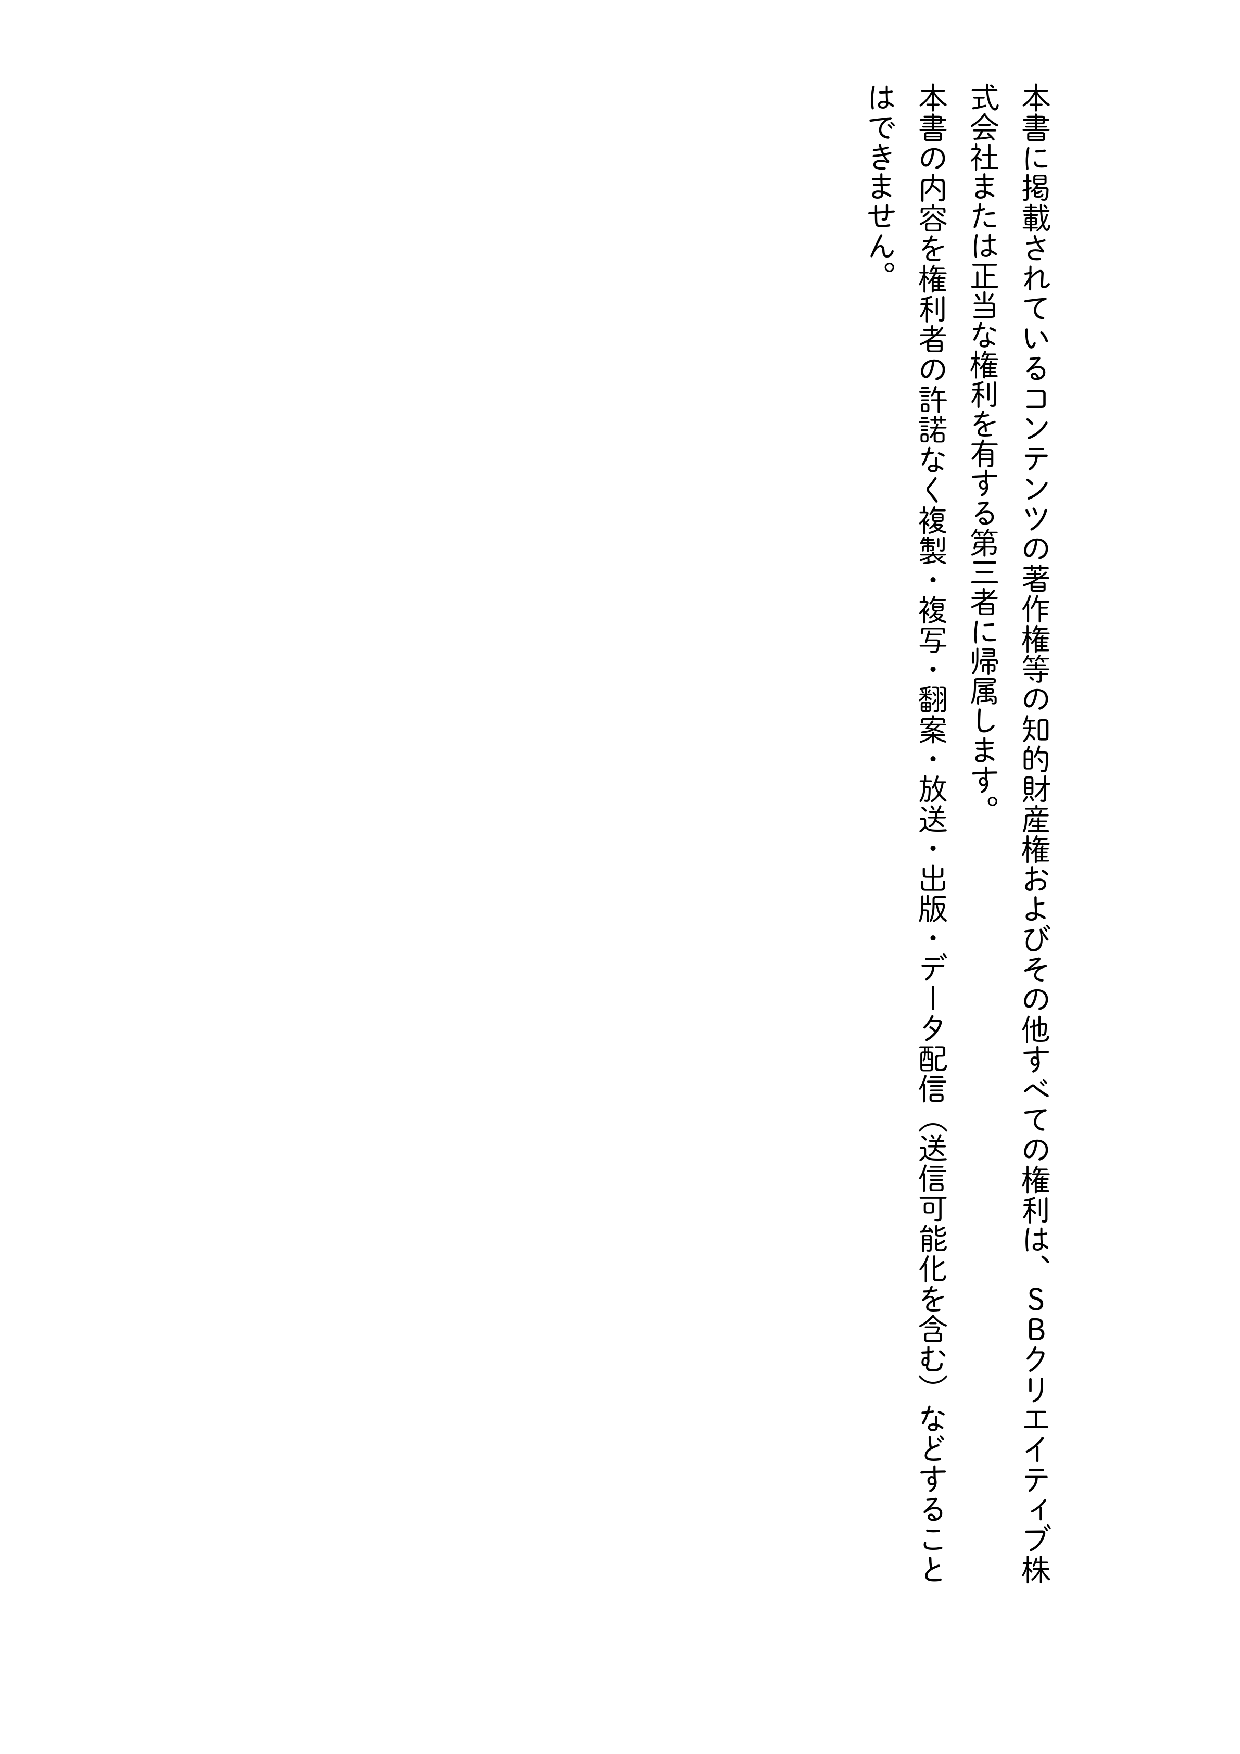 本書に掲載されているコンテンツの著作権等の知的財産権およびその他すべての権利は、SBクリエイティブ株
式会社または正当な権利を有する第三者に帰属します。
本書の内容を権利者の許諾なく複製・複写・翻案・放送・出版・データ配信（送信可能化を含む）などすること
はできません。